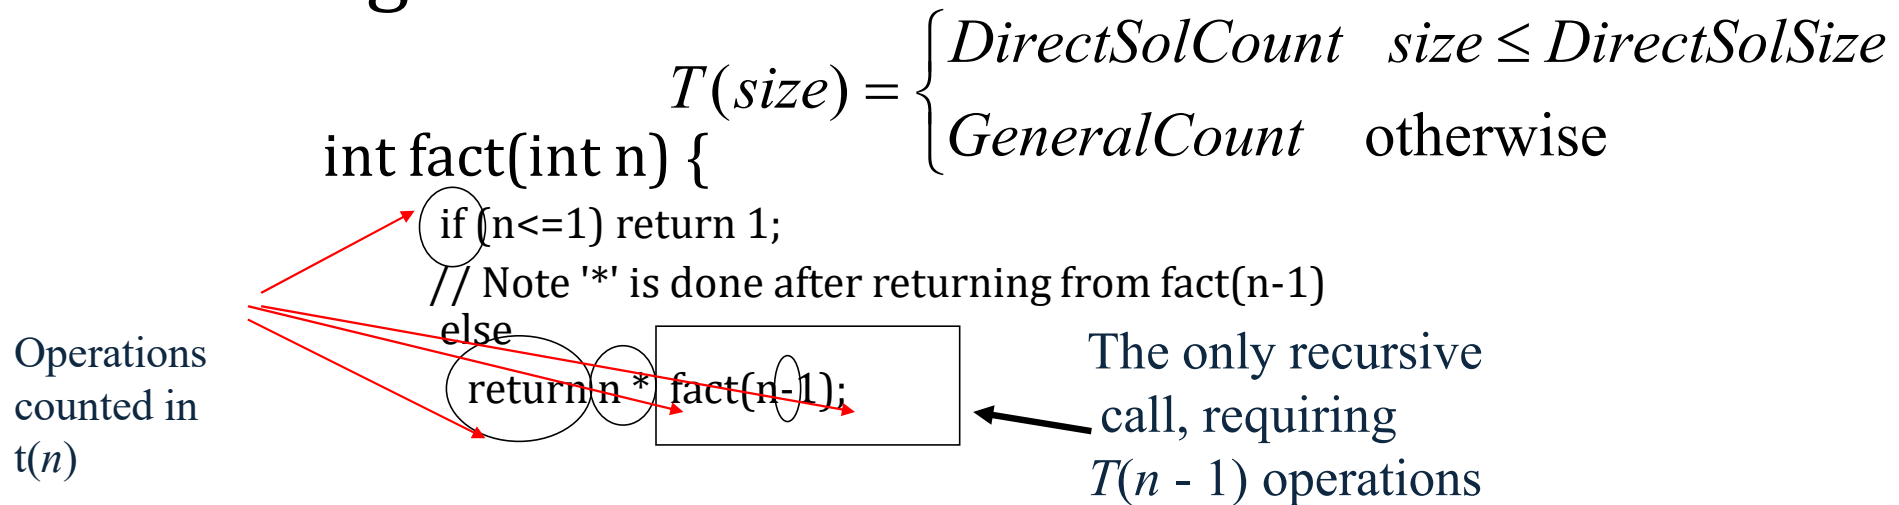 g
T(size) = { DirectSolCount size ≤ DirectSolSize
GeneralCount otherwise
int fact(int n) {
if (n<=1) return 1;
// Note '*' is done after returning from fact(n-1)
else
return n * fact(n-1);
Operations
counted in
t(n)
The only recursive
call, requiring
T(n - 1) operations